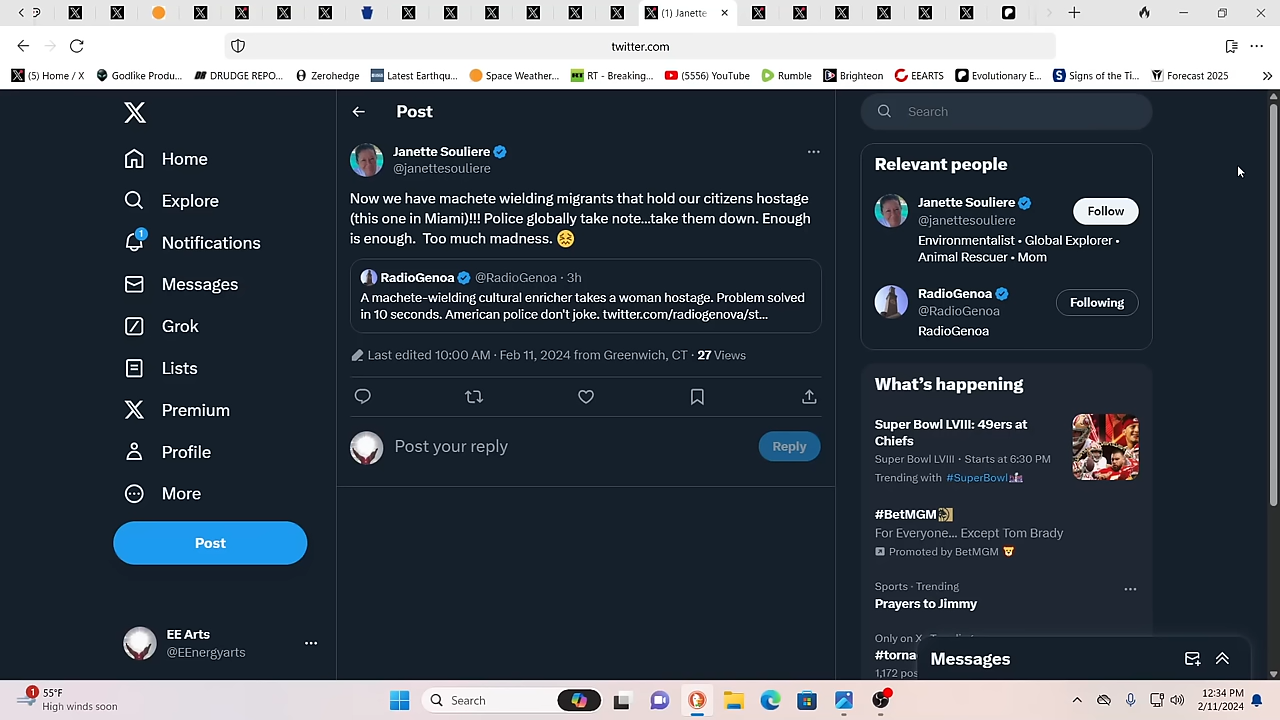 (1) Janette
twitter.com
(5) Home / X
Godlike Produ...
DRUDGE REPO...
Zerohedge
Latest Earthqu...
Space Weather...
RT - Breaking...
(5556) YouTube
Rumble
Brighteon
EEARTS
Evolutionary E...
Signs of the Ti...
Forecast 2025
Home
Explore
1
Notifications
Messages
Grok
Lists
Premium
Profile
More
Post
EE Arts
@EEnergyarts
Post
Janette Souliere
@janettesouliere
Now we have machete wielding migrants that hold our citizens hostage
(this one in Miami)!!! Police globally take note...take them down. Enough
is enough. Too much madness. 😣
RadioGenoa @RadioGenoa · 3h
A machete-wielding cultural enricher takes a woman hostage. Problem solved
in 10 seconds. American police don't joke. twitter.com/radiogenova/st...
Last edited 10:00 AM · Feb 11, 2024 from Greenwich, CT · 27 Views
Post your reply
Reply
Search
Relevant people
Janette Souliere
@janettesouliere
Follow
Environmentalist • Global Explorer •
Animal Rescuer • Mom
RadioGenoa
@RadioGenoa
Following
RadioGenoa
What's happening
Super Bowl LVIII: 49ers at
Chiefs
Super Bowl LVIII · Starts at 6:30 PM
Trending with #SuperBowl
#BetMGM
For Everyone... Except Tom Brady
Promoted by BetMGM
Sports · Trending
Prayers to Jimmy
Only on X
#torna
1,172 pos
Messages
1
55°F
High winds soon
Search
12:34 PM
2/11/2024